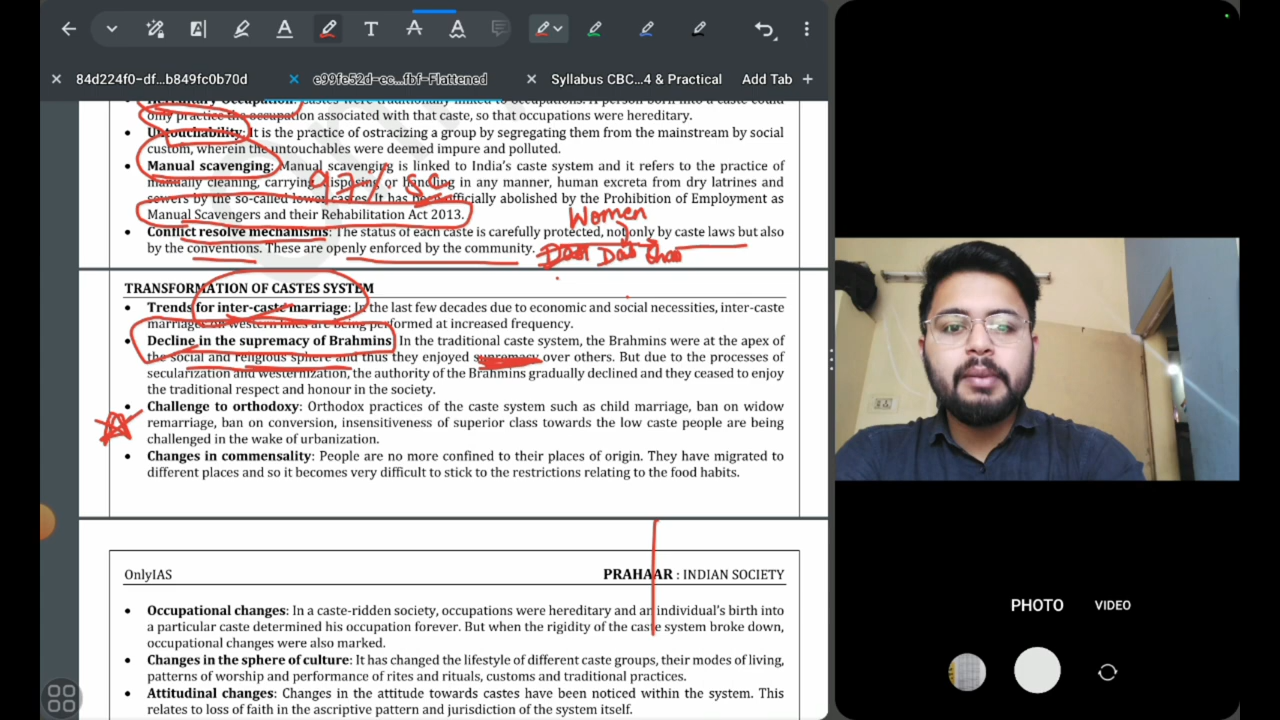 84d224f0-df...b849fc0b70d
e99fe52d-ec...fbf-Flattened
Syllabus CBC...4 & Practical
Add Tab +
• Hereditary Occupation: Castes were traditionally linked to occupations. A person born into a caste could
only practice the occupation associated with that caste, so that occupations were hereditary.
• Untouchability: It is the practice of ostracizing a group by segregating them from the mainstream by social
custom, wherein the untouchables were deemed impure and polluted.
• Manual scavenging: Manual scavenging is linked to India's caste system and it refers to the practice of
manually cleaning, carrying, disposing or handling in any manner, human excreta from dry latrines and
97% SC
sewers by the so-called lower castes. It has been officially abolished by the Prohibition of Employment as
Manual Scavengers and their Rehabilitation Act 2013.
Women
• Conflict resolve mechanisms: The status of each caste is carefully protected, not only by caste laws but also
by the conventions. These are openly enforced by the community.
TRANSFORMATION OF CASTES SYSTEM
• Trends for inter-caste marriage: In the last few decades due to economic and social necessities, inter-caste
marriages on western lines are being performed at increased frequency.
• Decline in the supremacy of Brahmins: In the traditional caste system, the Brahmins were at the apex of
the social and religious sphere and thus they enjoyed supremacy over others. But due to the processes of
secularization and westernization, the authority of the Brahmins gradually declined and they ceased to enjoy
the traditional respect and honour in the society.
• Challenge to orthodoxy: Orthodox practices of the caste system such as child marriage, ban on widow
remarriage, ban on conversion, insensitiveness of superior class towards the low caste people are being
challenged in the wake of urbanization.
• Changes in commensality: People are no more confined to their places of origin. They have migrated to
different places and so it becomes very difficult to stick to the restrictions relating to the food habits.
OnlyIAS
PRAHAAR : INDIAN SOCIETY
• Occupational changes: In a caste-ridden society, occupations were hereditary and an individual's birth into
a particular caste determined his occupation forever. But when the rigidity of the caste system broke down,
occupational changes were also marked.
• Changes in the sphere of culture: It has changed the lifestyle of different caste groups, their modes of living,
patterns of worship and performance of rites and rituals, customs and traditional practices.
• Attitudinal changes: Changes in the attitude towards castes have been noticed within the system. This
relates to loss of faith in the ascriptive pattern and jurisdiction of the system itself.
PHOTO
VIDEO